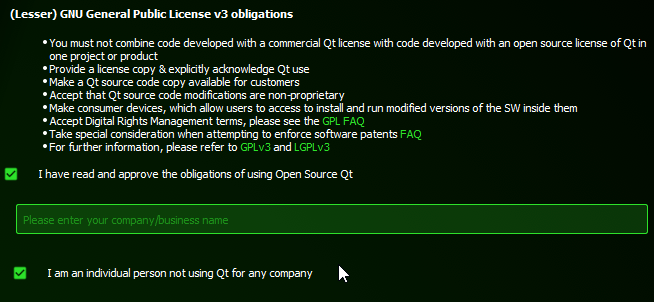 (Lesser) GNU General Public License v3 obligations
• You must not combine code developed with a commercial Qt license with code developed with an open source license of Qt in
one project or product
• Provide a license copy & explicitly acknowledge Qt use
• Make a Qt source code copy available for customers
• Accept that Qt source code modifications are non-proprietary
• Make consumer devices, which allow users to access to install and run modified versions of the SW inside them
• Accept Digital Rights Management terms, please see the GPL FAQ
• Take special consideration when attempting to enforce software patents FAQ
• For further information, please refer to GPLv3 and LGPLv3
I have read and approve the obligations of using Open Source Qt
Please enter your company/business name
I am an individual person not using Qt for any company